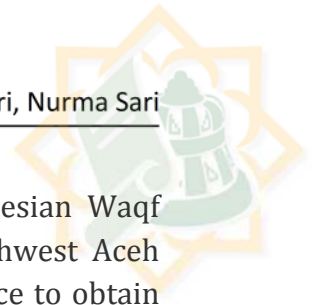 ri, Nurma Sari
esian Waqf
hwest Aceh
ce to obtain